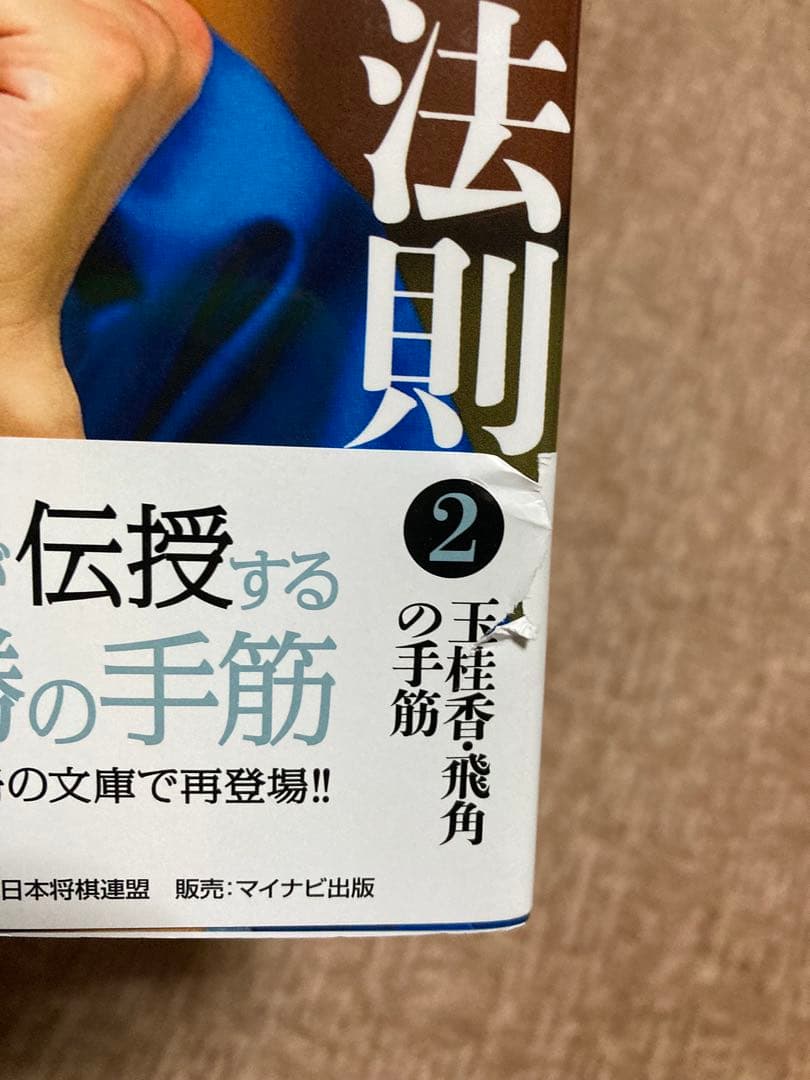 法則
2
玉桂香・飛角
の手筋
伝授する
の手筋
の文庫で再登場!!
日本将棋連盟　販売：マイナビ出版